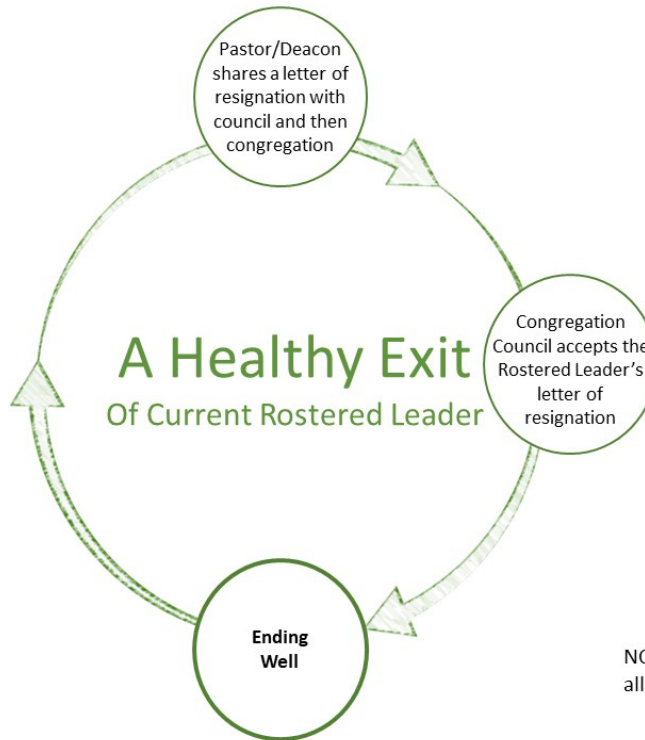 Pastor/Deacon
shares a letter of
resignation with
council and then
congregation
Congregation
Council accepts the
Rostered Leader's
letter of
resignation
A Healthy Exit
Of Current Rostered Leader
Ending
Well
all